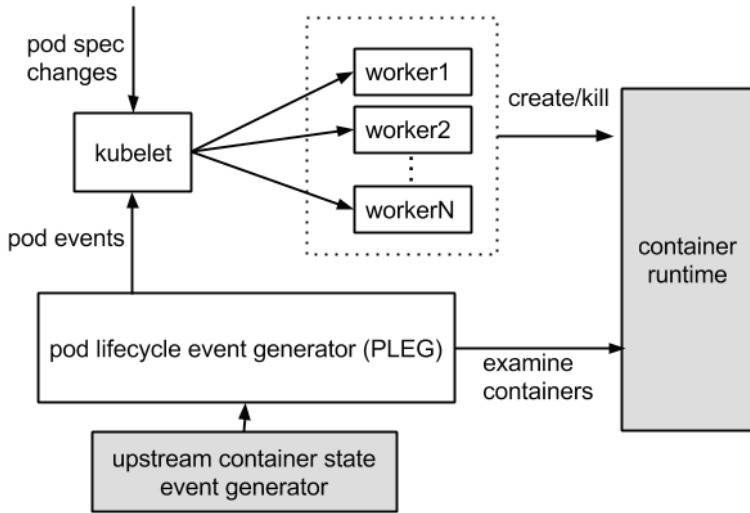 pod spec
changes
worker1
create/kill
worker2
kubelet
workerN
pod events
container
runtime
pod lifecycle event generator (PLEG)
examine
containers
upstream container state
event generator